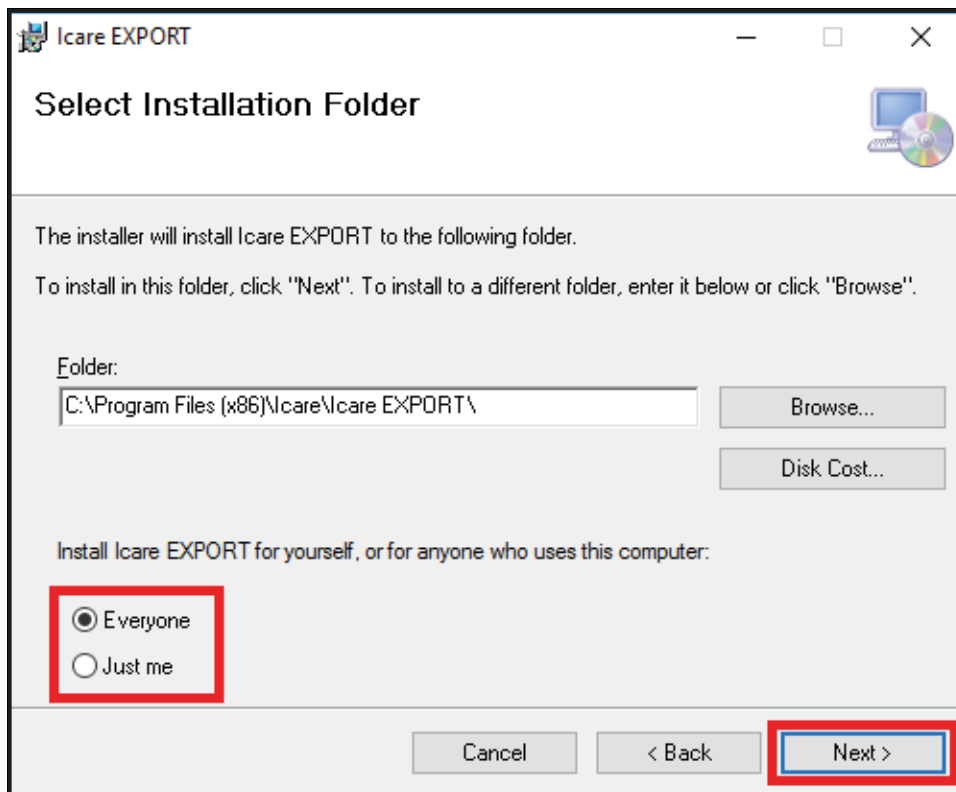 Icare EXPORT
Select Installation Folder
The installer will install Icare EXPORT to the following folder.
To install in this folder, click "Next". To install to a different folder, enter it below or click "Browse".
Folder:
C:\Program Files (x86)\Icare\Icare EXPORT\
Browse...
Disk Cost...
Install Icare EXPORT for yourself, or for anyone who uses this computer:
Everyone
Just me
Cancel
< Back
Next >